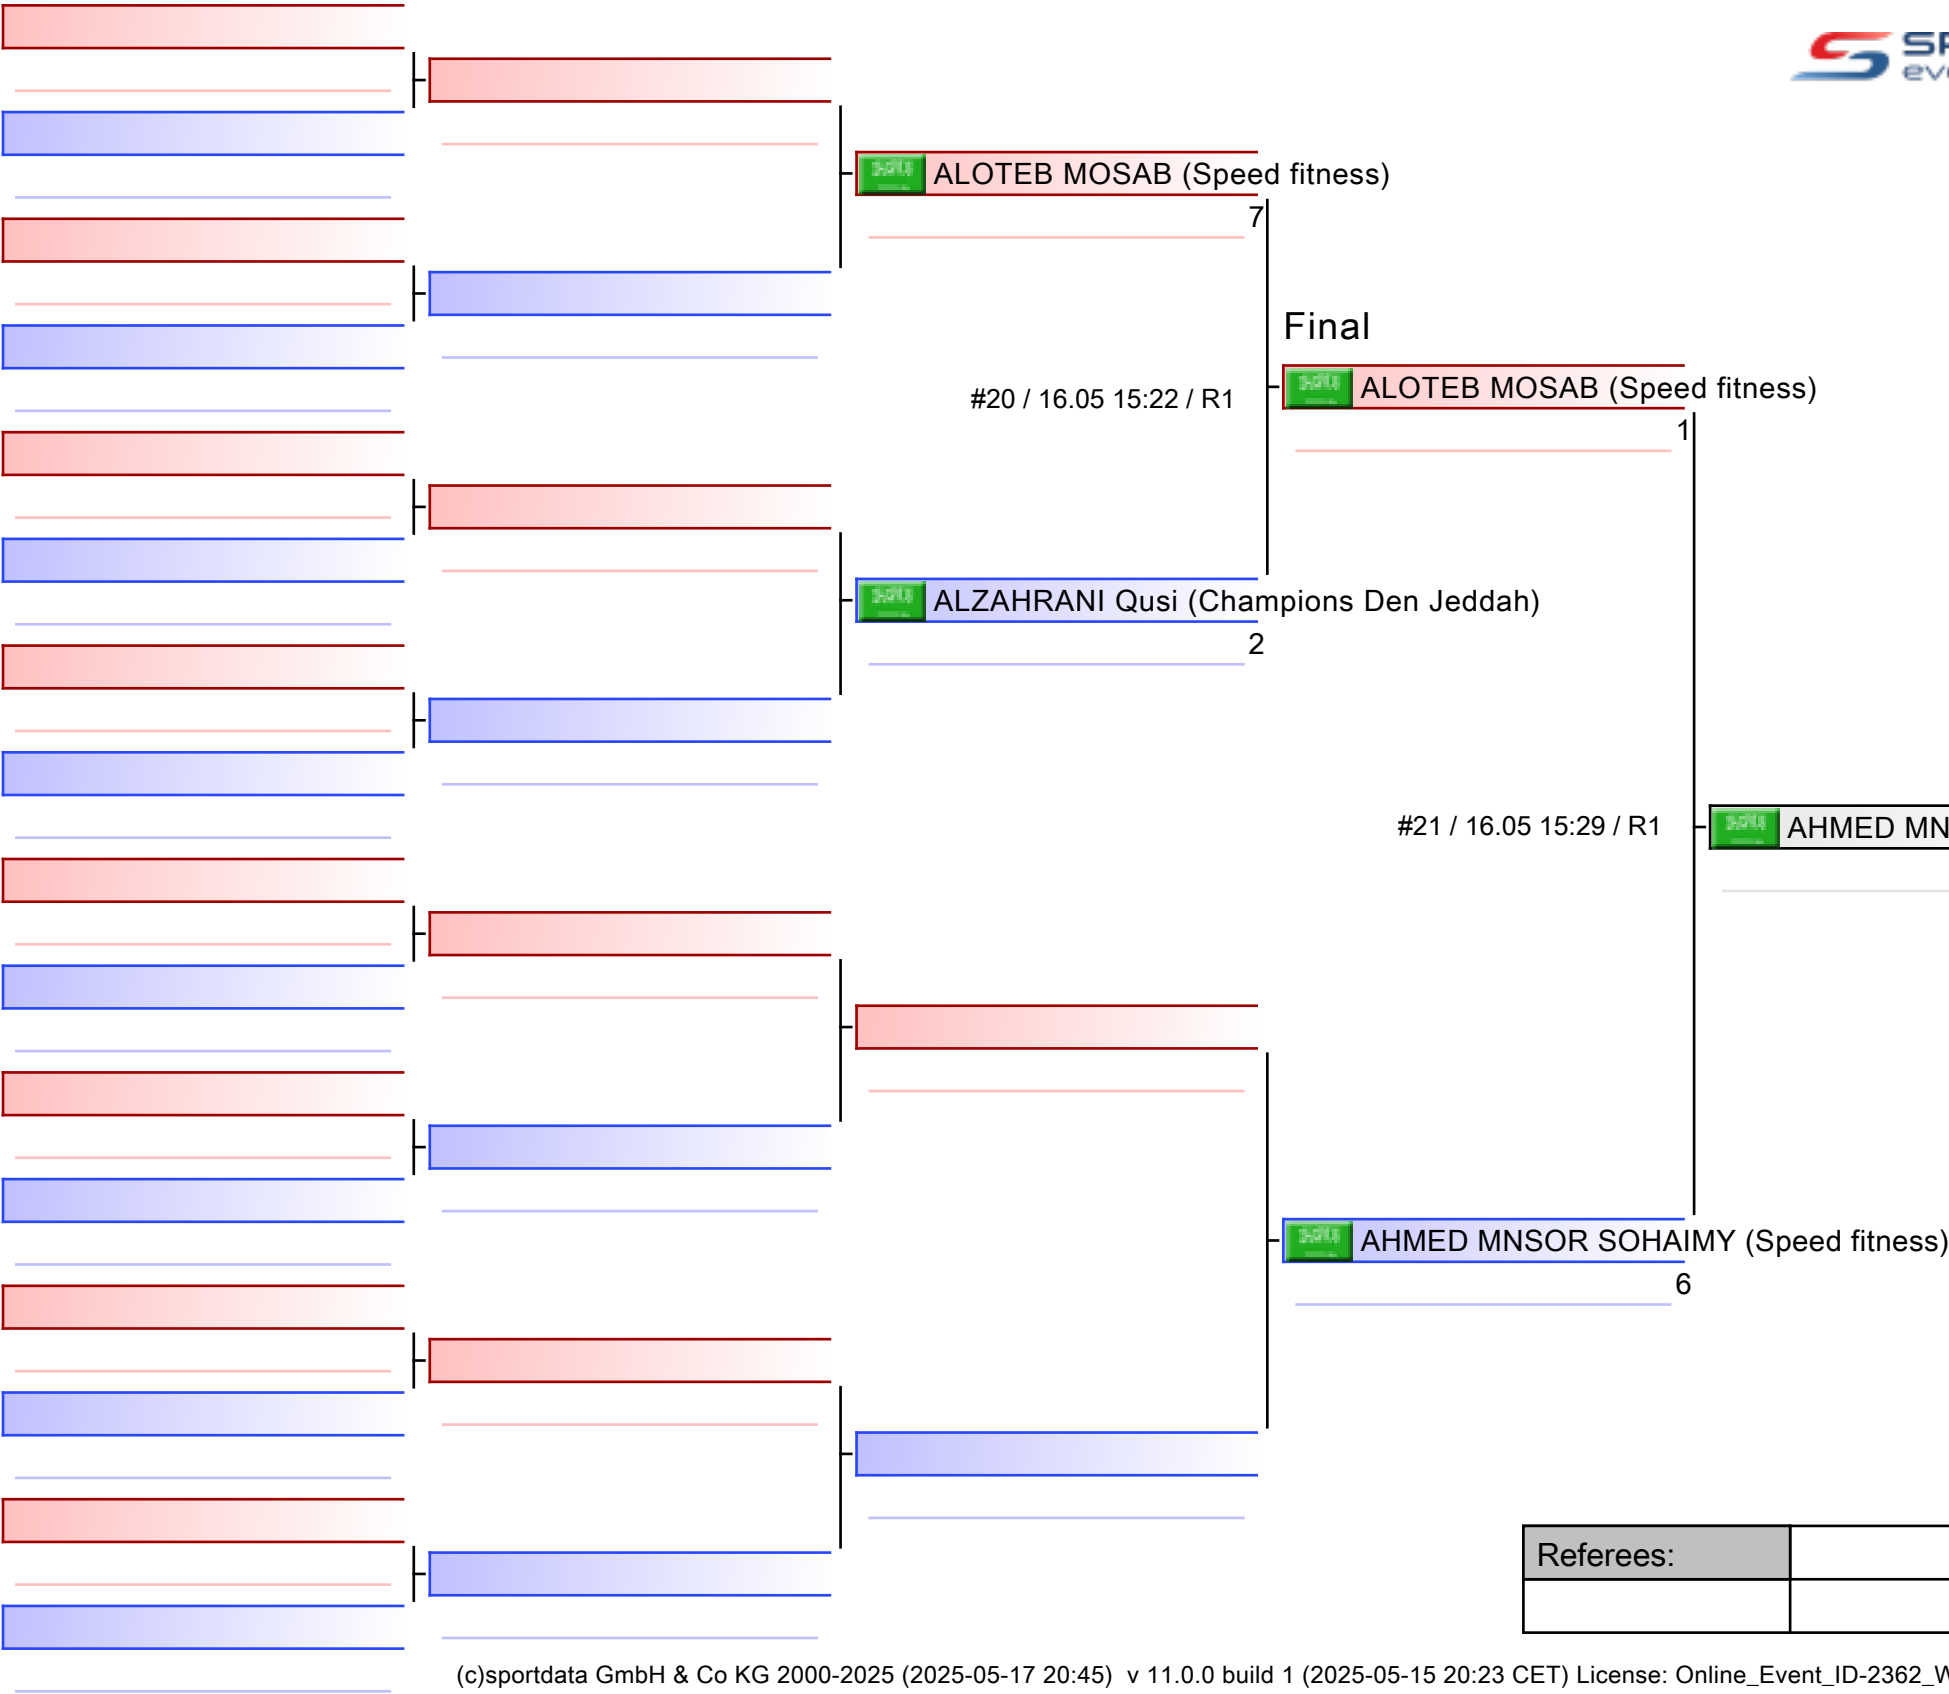 ALOTEB MOSAB (Speed fitness)
7
Final
#20 / 16.05 15:22 / R1
ALOTEB MOSAB (Speed fitness)
1
ALZAHRANI Qusi (Champions Den Jeddah)
2
#21 / 16.05 15:29 / R1
AHMED MN
AHMED MNSOR SOHAIMY (Speed fitness)
6
Referees:
(c)sportdata GmbH & Co KG 2000-2025 (2025-05-17 20:45) v 11.0.0 build 1 (2025-05-15 20:23 CET) License: Online_Event_ID-2362_W